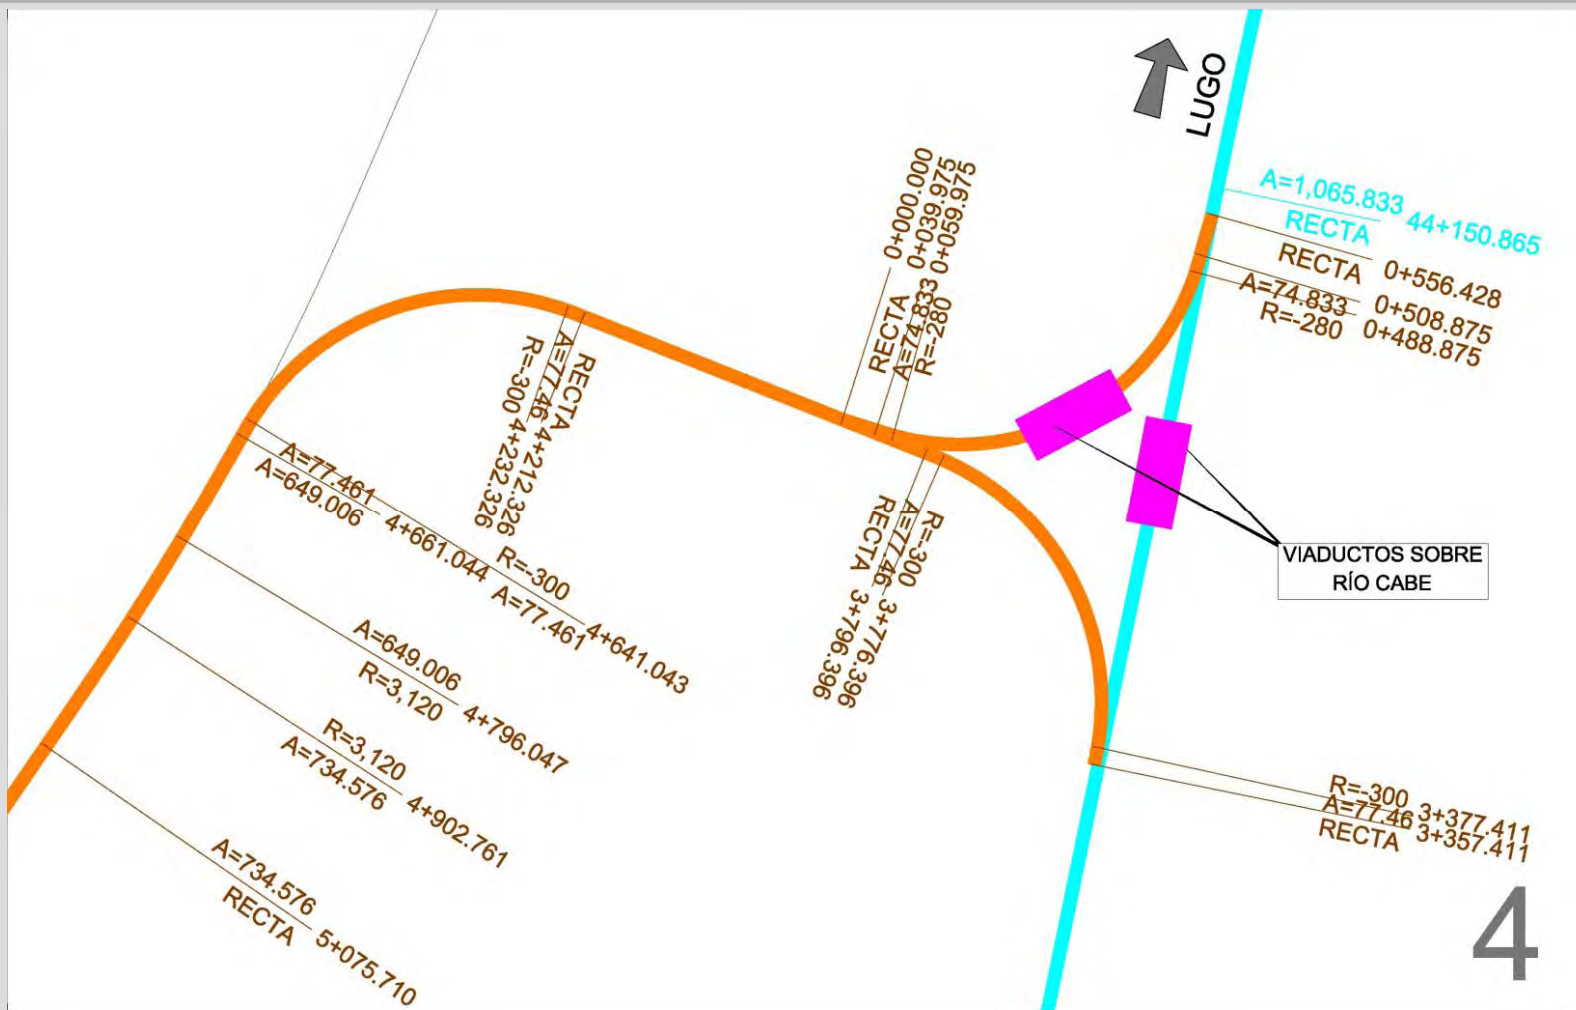 LUGO
A=1,065.833
RECTA
44+150.865
RECTA
0+556.428
A=74.833
0+508.875
R=-280
0+488.875
0+000.000
RECTA
0+039.975
A=74.833
0+059.975
R=-280
RECTA
A=77.46
4+212.326
R=-300
4+232.326
A=77.461
A=649.006
4+661.044
R=-300
A=77.461
4+641.043
R=-300
A=77.46
3+776.396
RECTA
3+796.396
VIADUCTOS SOBRE
RÍO CABE
A=649.006
R=3,120
4+796.047
R=3,120
A=734.576
4+902.761
A=734.576
RECTA
5+075.710
R=-300
3+377.411
A=77.46
3+357.411
RECTA
4